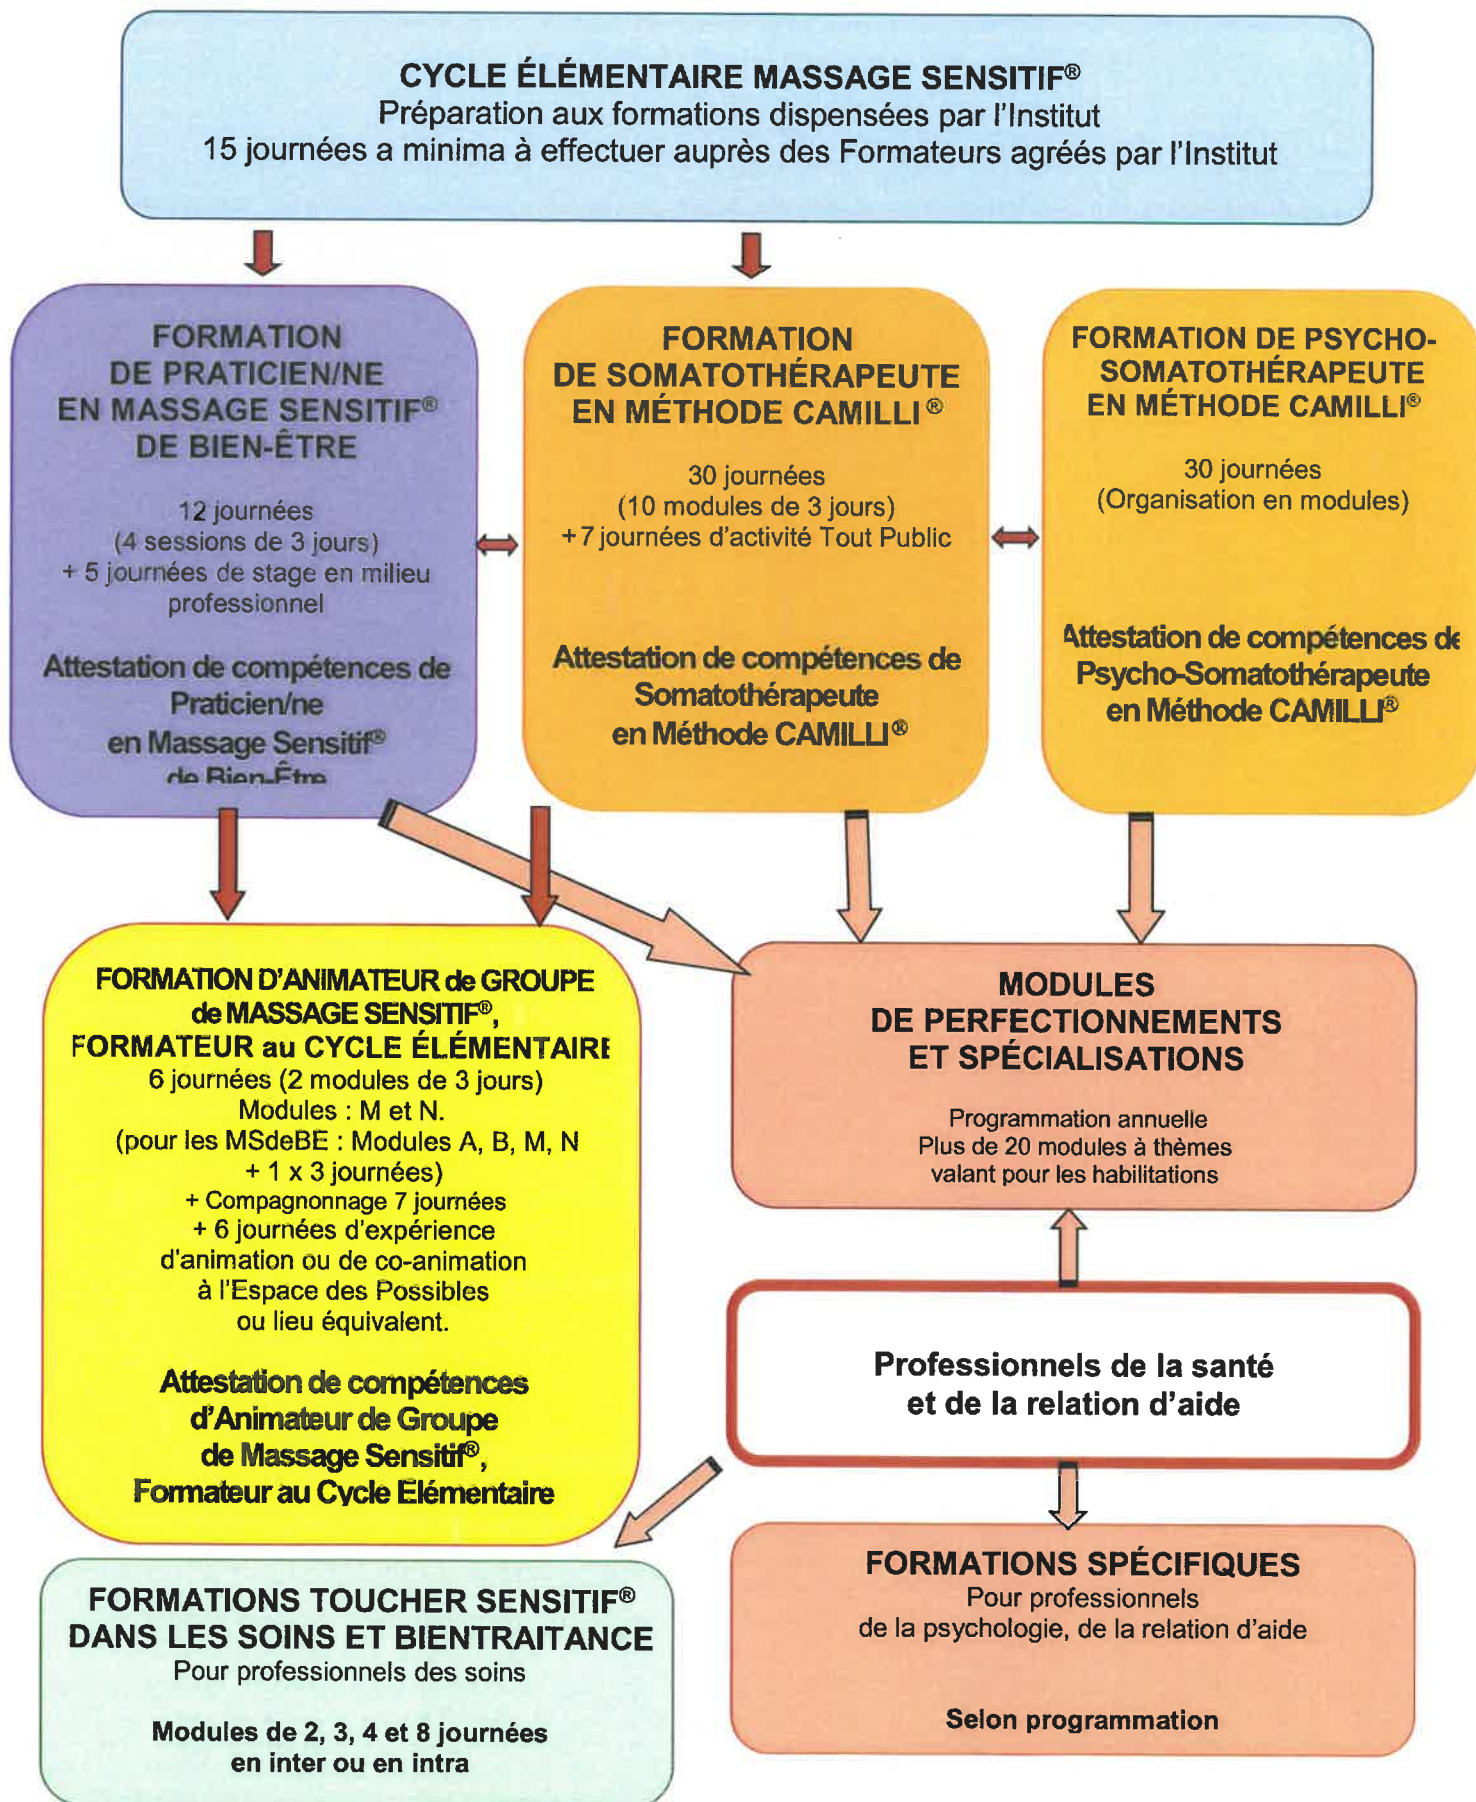 CYCLE ÉLÉMENTAIRE MASSAGE SENSITIF®
Préparation aux formations dispensées par l'Institut
15 journées a minima à effectuer auprès des Formateurs agréés par l'Institut
FORMATION
DE PRATICIEN/NE
EN MASSAGE SENSITIF®
DE BIEN-ÊTRE
12 journées
(4 sessions de 3 jours)
+ 5 journées de stage en milieu
professionnel
Attestation de compétences de
Praticien/ne
en Massage Sensitif®
de Bien-Être
FORMATION
DE SOMATOTHÉRAPEUTE
EN MÉTHODE CAMILLI®
30 journées
(10 modules de 3 jours)
+ 7 journées d'activité Tout Public
Attestation de compétences de
Somatothérapeute
en Méthode CAMILLI®
FORMATION DE PSYCHO-
SOMATOTHÉRAPEUTE
EN MÉTHODE CAMILLI®
30 journées
(Organisation en modules)
Attestation de compétences de
Psycho-Somatothérapeute
en Méthode CAMILLI®
FORMATION D'ANIMATEUR de GROUPE
de MASSAGE SENSITIF®,
FORMATEUR au CYCLE ÉLÉMENTAIRE
6 journées (2 modules de 3 jours)
Modules : M et N.
(pour les MSdeBE : Modules A, B, M, N
+ 1 x 3 journées)
+ Compagnonnage 7 journées
+ 6 journées d'expérience
d'animation ou de co-animation
à l'Espace des Possibles
ou lieu équivalent.
Attestation de compétences
d'Animateur de Groupe
de Massage Sensitif®,
Formateur au Cycle Elémentaire
MODULES
DE PERFECTIONNEMENTS
ET SPÉCIALISATIONS
Programmation annuelle
Plus de 20 modules à thèmes
valant pour les habilitations
Professionnels de la santé
et de la relation d'aide
FORMATIONS TOUCHER SENSITIF®
DANS LES SOINS ET BIENTRAITANCE
Pour professionnels des soins
Modules de 2, 3, 4 et 8 journées
en inter ou en intra
FORMATIONS SPÉCIFIQUES
Pour professionnels
de la psychologie, de la relation d'aide
Selon programmation